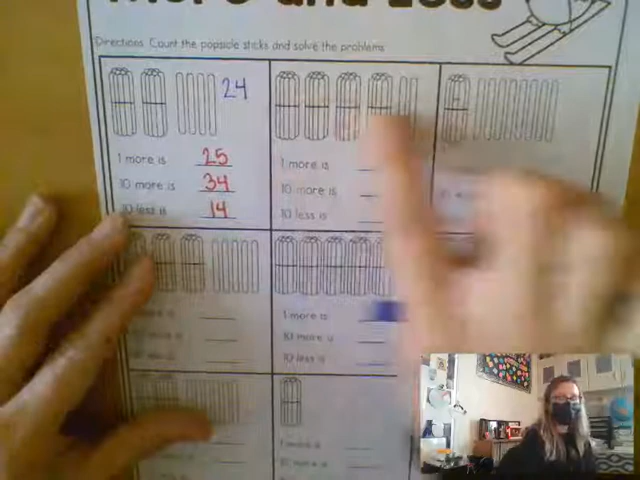 and Less
Directions: Count the popsicle sticks and solve the problems
24
1 more is 25
10 more is 34
10 less is 14
1 more is
10 more is
10 less is
1 more is
10 more is
10 less is
1 more is
10 more is